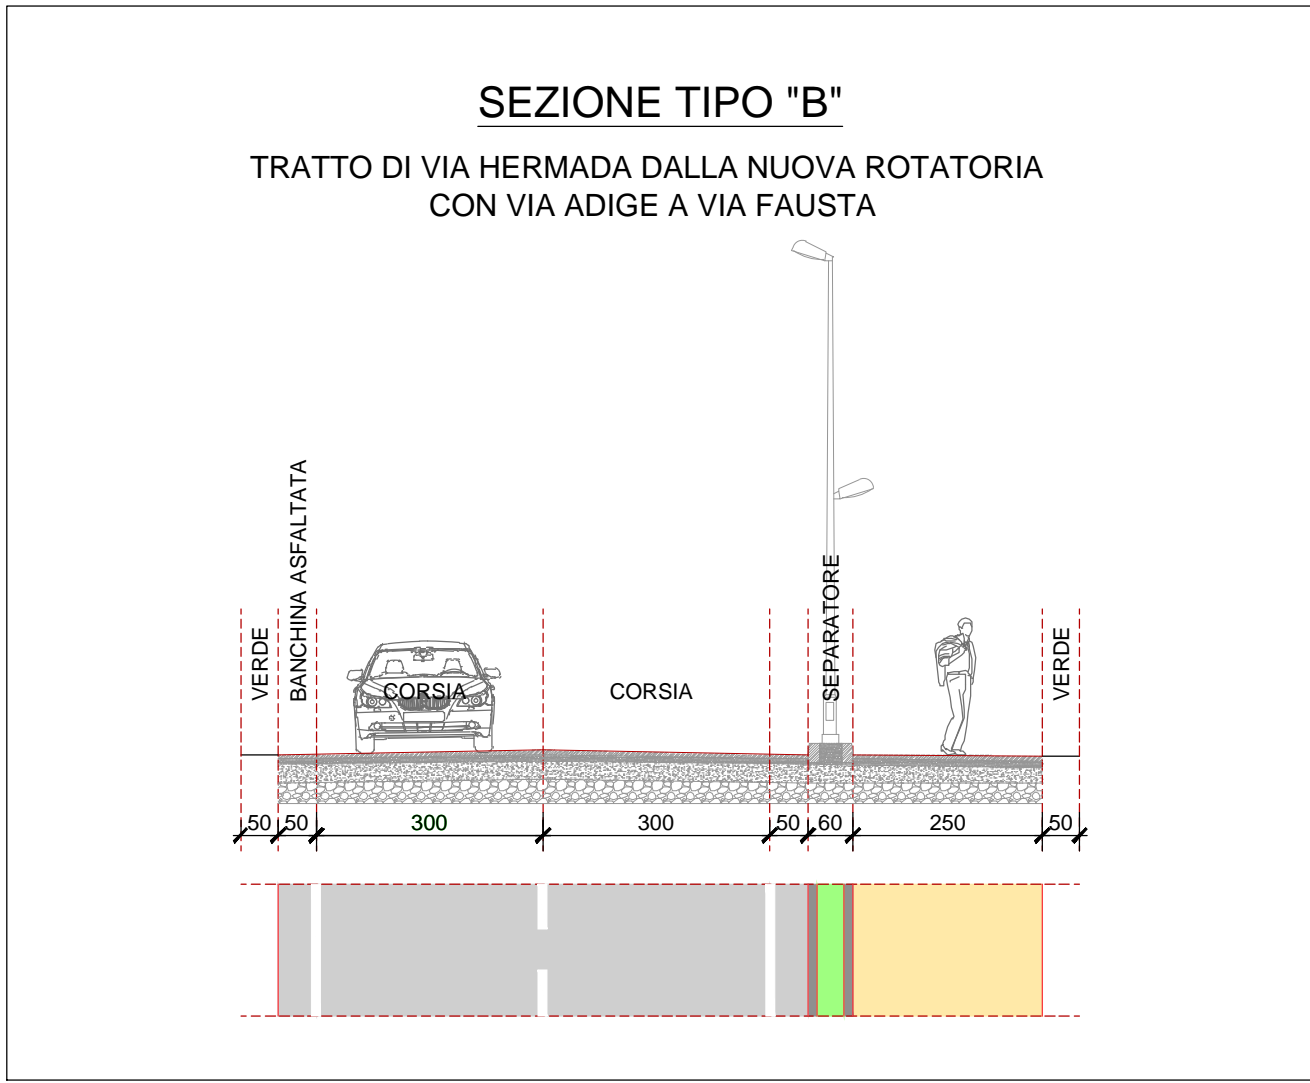 SEZIONE TIPO "B"
TRATTO DI VIA HERMADA DALLA NUOVA ROTATORIA
CON VIA ADIGE A VIA FAUSTA
VERDE
BANCHINA ASFALTATA
CORSIA
CORSIA
SEPARATORE
VERDE
50 50 300 300 50 60 250 50